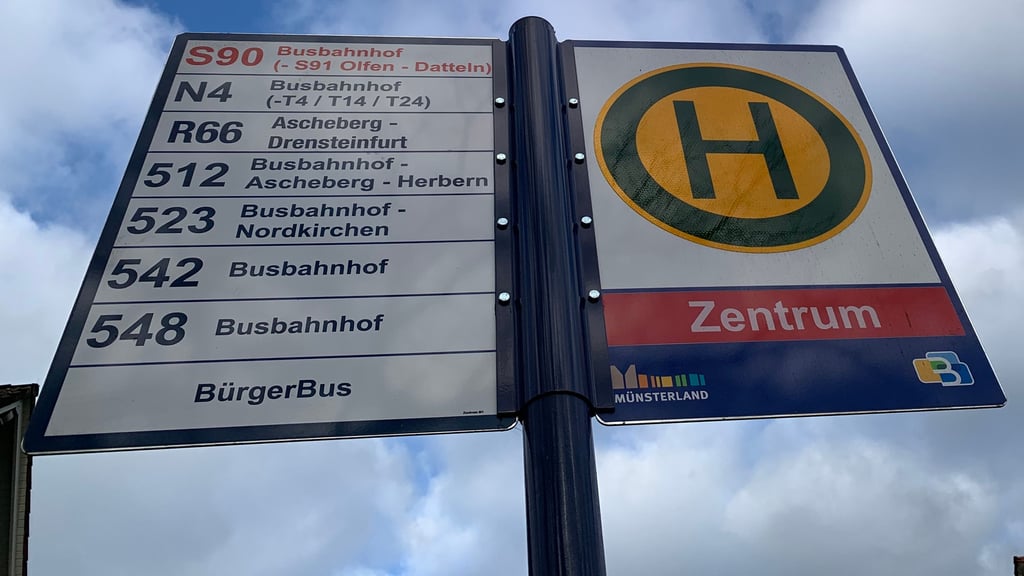 S90 Busbahnhof
(- S91 Olfen - Datteln)
N4 Busbahnhof
(-T4 / T14 / T24)
R66 Ascheberg -
Drensteinfurt
512 Busbahnhof -
Ascheberg - Herbern
523 Busbahnhof -
Nordkirchen
542 Busbahnhof
548 Busbahnhof
BürgerBus
H
Zentrum
MÜNSTERLAND
B